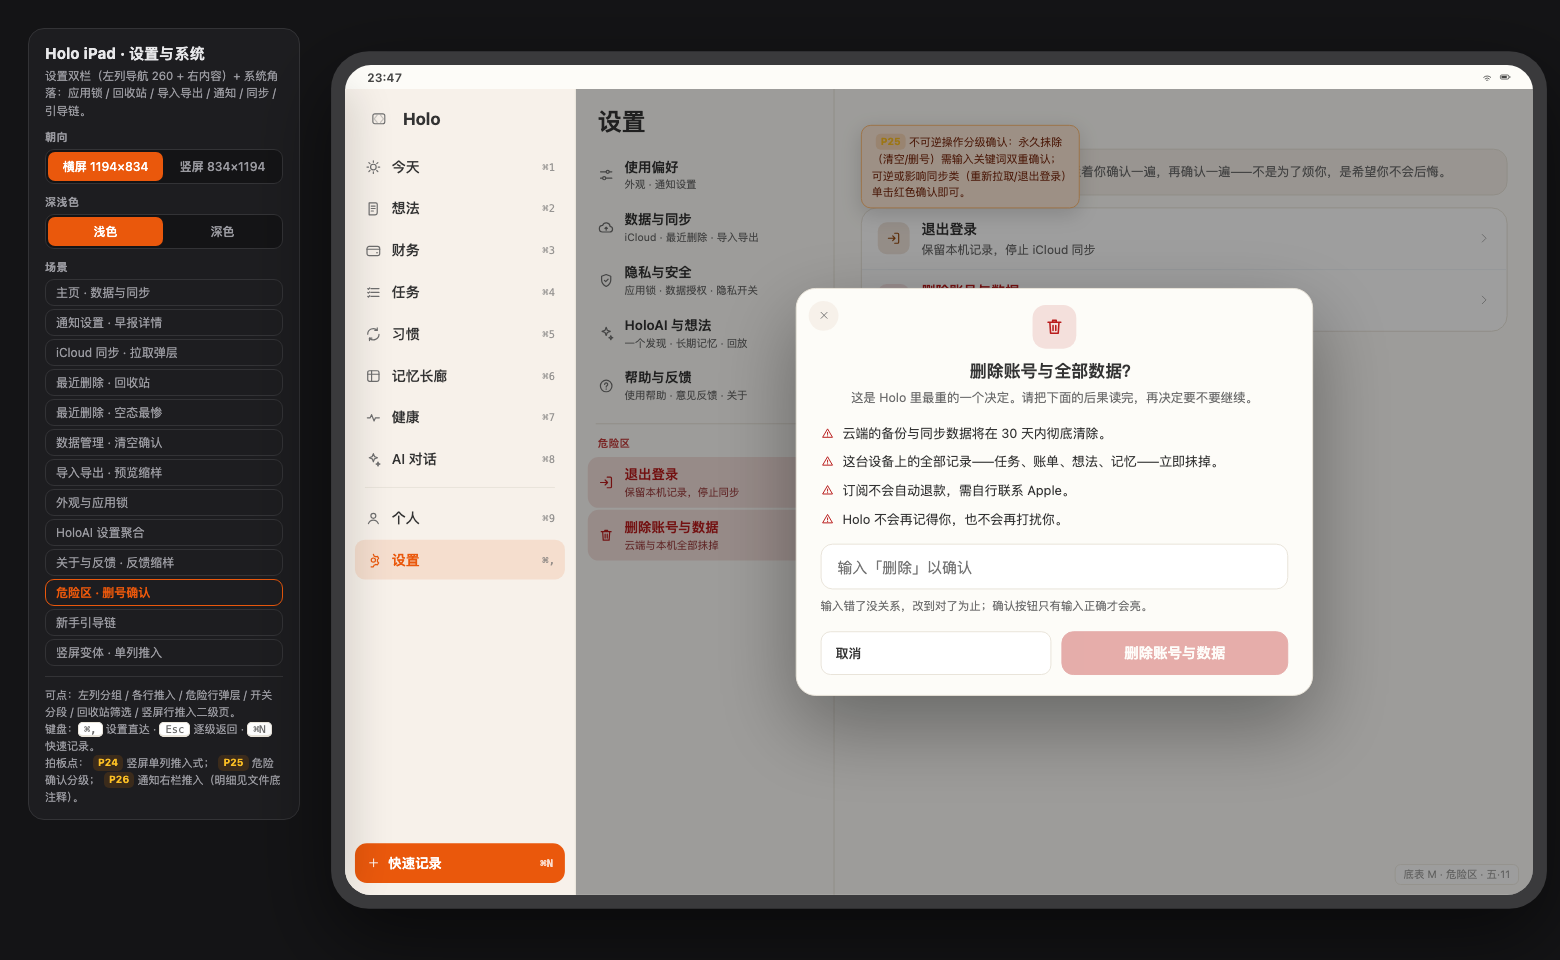 Holo iPad · 设置与系统
设置双栏（左列导航 260 + 右内容）+ 系统角
落：应用锁 / 回收站 / 导入导出 / 通知 / 同步 /
引导链。
朝向
横屏 1194×834
竖屏 834×1194
深浅色
浅色
深色
场景
主页 · 数据与同步
通知设置 · 早报详情
iCloud 同步 · 拉取弹层
最近删除 · 回收站
最近删除 · 空态最惨
数据管理 · 清空确认
导入导出 · 预览缩样
外观与应用锁
HoloAI 设置聚合
关于与反馈 · 反馈缩样
危险区 · 删号确认
新手引导链
竖屏变体 · 单列推入
可点：左列分组 / 各行推入 / 危险行弹层 / 开关
分段 / 回收站筛选 / 竖屏行推入二级页。
键盘： ⌘, 设置直达 · Esc 逐级返回 · ⌘N
快速记录。
拍板点： P24 竖屏单列推入式； P25 危险
确认分级； P26 通知右栏推入（明细见文件底
注释）。
23:47
Holo
今天 ⌘1
想法 ⌘2
财务 ⌘3
任务 ⌘4
习惯 ⌘5
记忆长廊 ⌘6
健康 ⌘7
AI 对话 ⌘8
个人 ⌘9
设置 ⌘,
+ 快速记录 ⌘N
设置
使用偏好
外观 · 通知设置
数据与同步
iCloud · 最近删除 · 导入导出
隐私与安全
应用锁 · 数据授权 · 隐私开关
HoloAI 与想法
一个发现 · 长期记忆 · 回放
帮助与反馈
使用帮助 · 意见反馈 · 关于
危险区
退出登录
保留本机记录，停止同步
删除账号与数据
云端与本机全部抹掉
P25 不可逆操作分级确认：永久抹除
（清空/删号）需输入关键词双重确认；
可逆或影响同步类（重新拉取/退出登录）
单击红色确认即可。
着你确认一遍，再确认一遍——不是为了烦你，是希望你不会后悔。
退出登录
保留本机记录，停止 iCloud 同步
删除账号与数据
删除账号与全部数据?
这是 Holo 里最重的一个决定。请把下面的后果读完，再决定要不要继续。
云端的备份与同步数据将在 30 天内彻底清除。
这台设备上的全部记录——任务、账单、想法、记忆——立即抹掉。
订阅不会自动退款，需自行联系 Apple。
Holo 不会再记得你，也不会再打扰你。
输入「删除」以确认
输入错了没关系，改到对了为止；确认按钮只有输入正确才会亮。
取消
删除账号与数据
底表 M · 危险区 · 五·11